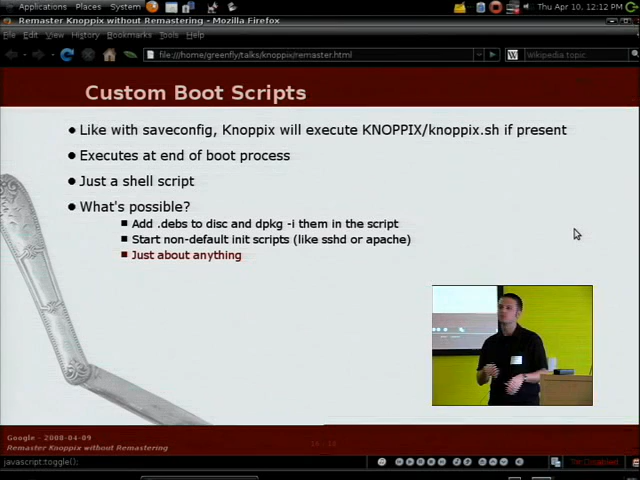 Applications Places System
Thu Apr 10, 12:12 PM
Remaster Knoppix without Remastering - Mozilla Firefox
File Edit View History Bookmarks Tools Help
file:///home/greenfly/talks/knoppix/remaster.html
W Wikipedia topic
Custom Boot Scripts
● Like with saveconfig, Knoppix will execute KNOPPIX/knoppix.sh if present
● Executes at end of boot process
● Just a shell script
● What's possible?
■ Add .debs to disc and dpkg -i them in the script
■ Start non-default init scripts (like sshd or apache)
■ Just about anything
Google - 2008-04-09
Remaster Knoppix without Remastering
javascript:toggle();
Tor Disabled